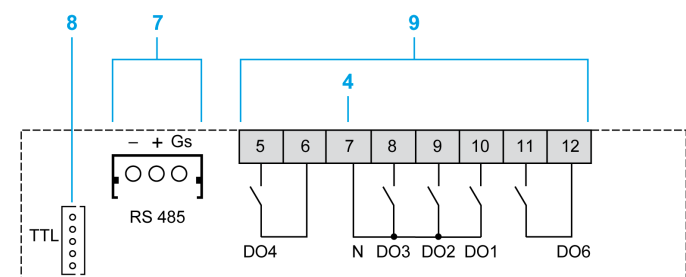 8 7 9
4
– + Gs
5 6 7 8 9 10 11 12
RS 485
TTL
DO4 N DO3 DO2 DO1 DO6